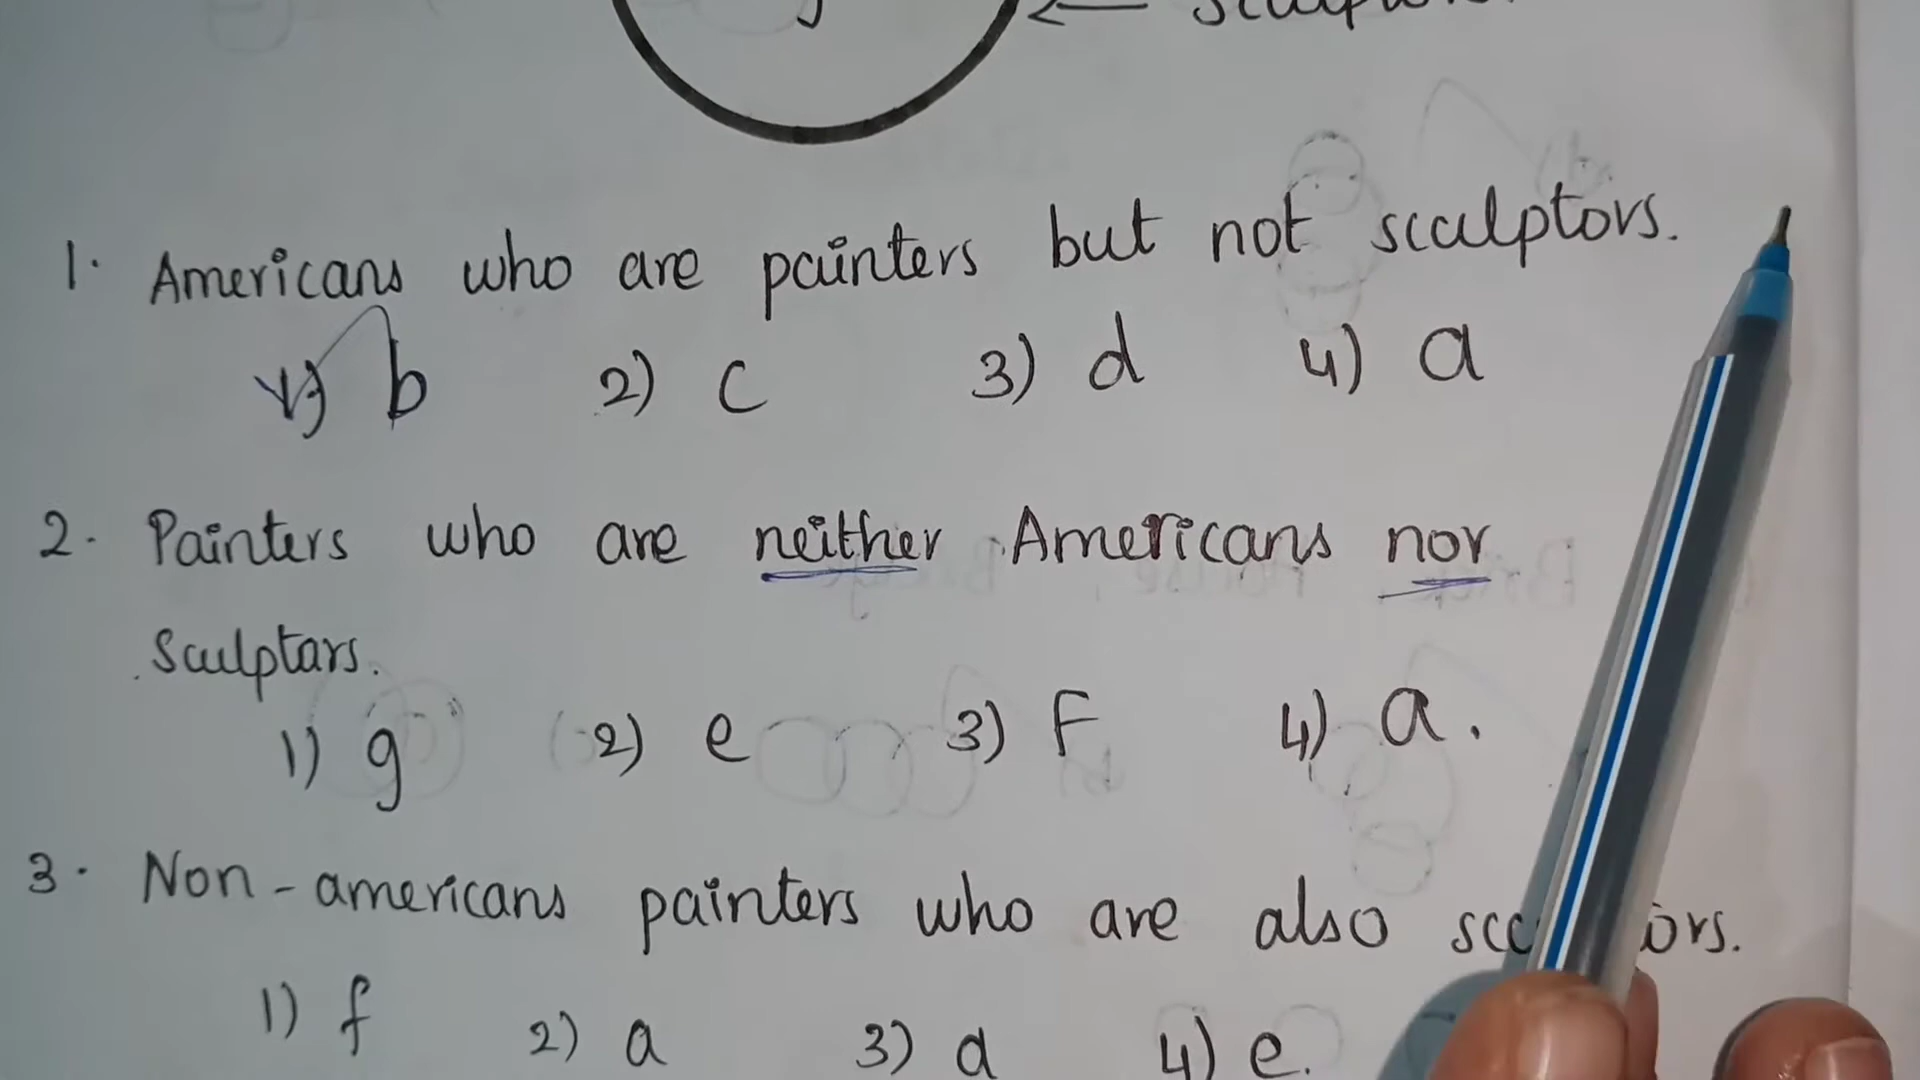 1. Americans who are painters but not sculptors.
1) b 2) c 3) d 4) a
2. Painters who are neither Americans nor
Sculptars.
1) g 2) e 3) F 4) a.
3. Non-americans painters who are also
1) f 2) a 3) d 4) e.